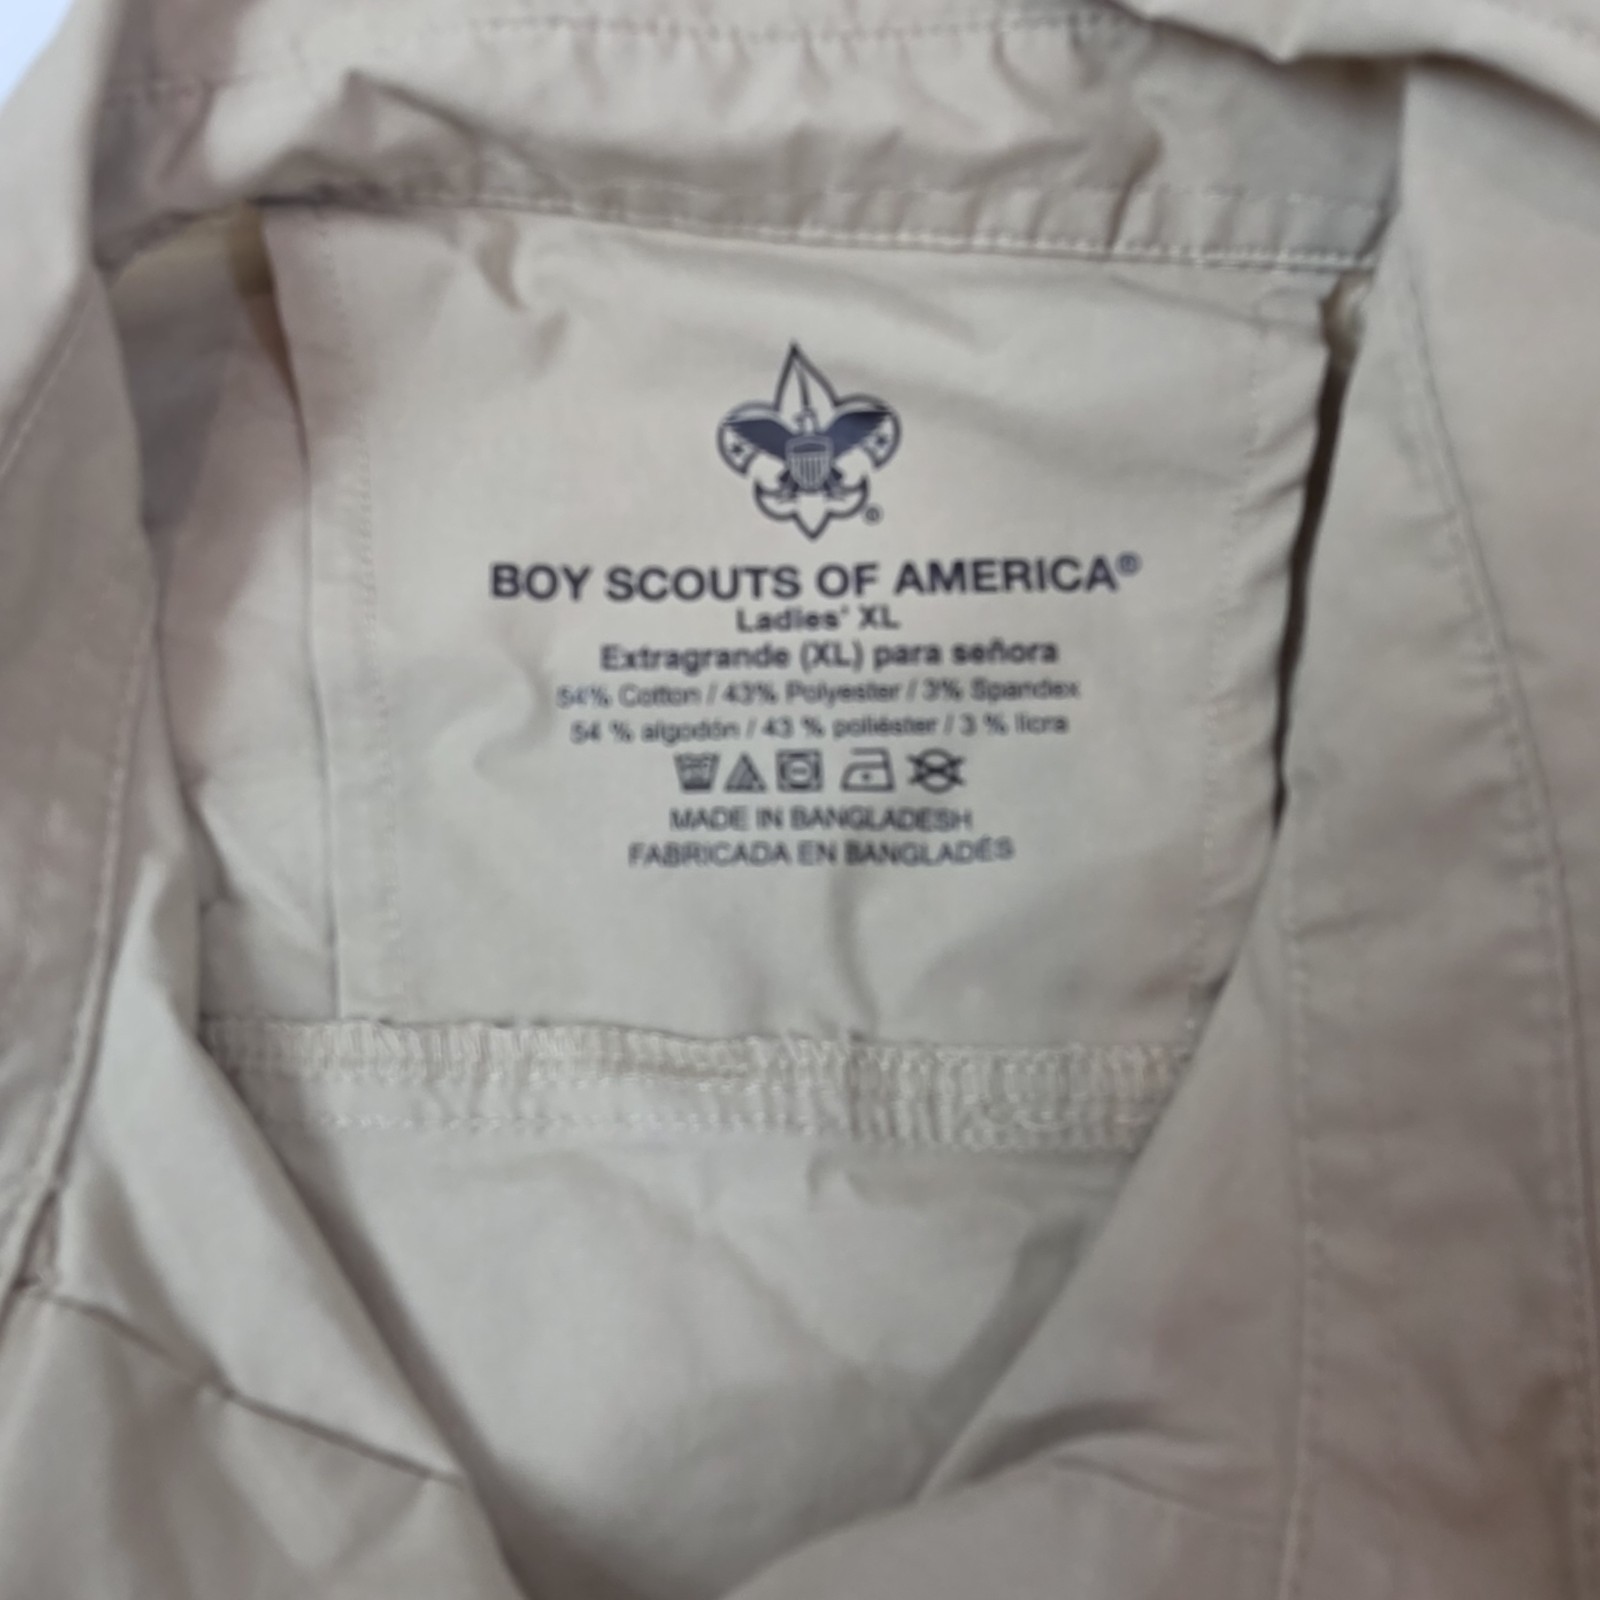 BOY SCOUTS OF AMERICA®
Ladies' XL
Extragrande (XL) para señora
54% Cotton / 43% Polyester / 3% Spandex
54 % algodón / 43 % poliéster / 3 % licra
MADE IN BANGLADESH
FABRICADA EN BANGLADÉS